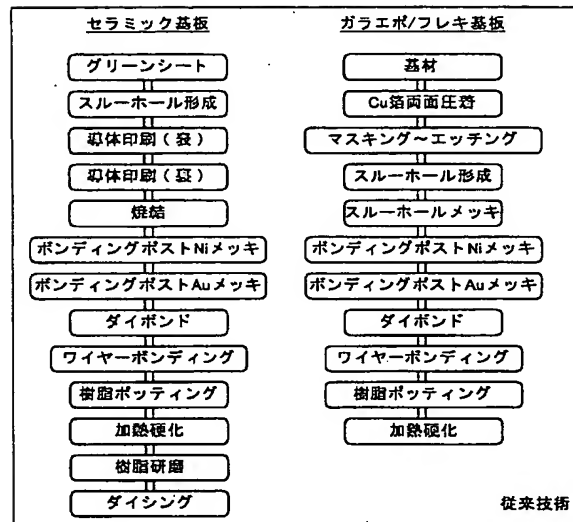 セラミック基板
グリーンシート
スルーホール形成
導体印刷(表)
導体印刷(裏)
焼結
ボンディングポストNiメッキ
ボンディングポストAuメッキ
ダイボンド
ワイヤーボンディング
樹脂ポッティング
加熱硬化
樹脂研磨
ダイシング
ガラエポ/フレキ基板
基材
Cu箔両面圧着
マスキング～エッチング
スルーホール形成
スルーホールメッキ
ボンディングポストNiメッキ
ボンディングポストAuメッキ
ダイボンド
ワイヤーボンディング
樹脂ポッティング
加熱硬化
従来技術